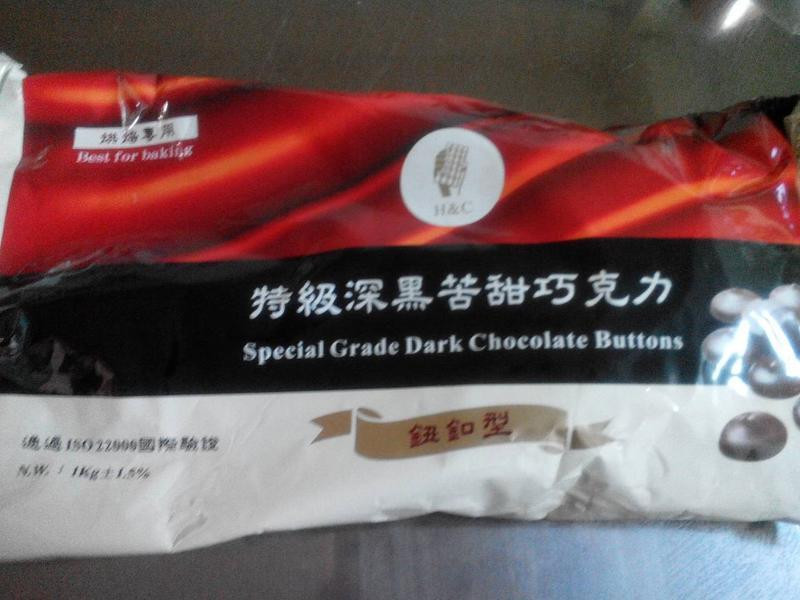 烘焙專用
Best for baking
H&C
特級深黑苦甜巧克力
Special Grade Dark Chocolate Buttons
鈕釦型
通過ISO 22000國際驗證
N.W. / 1Kg±1.5%